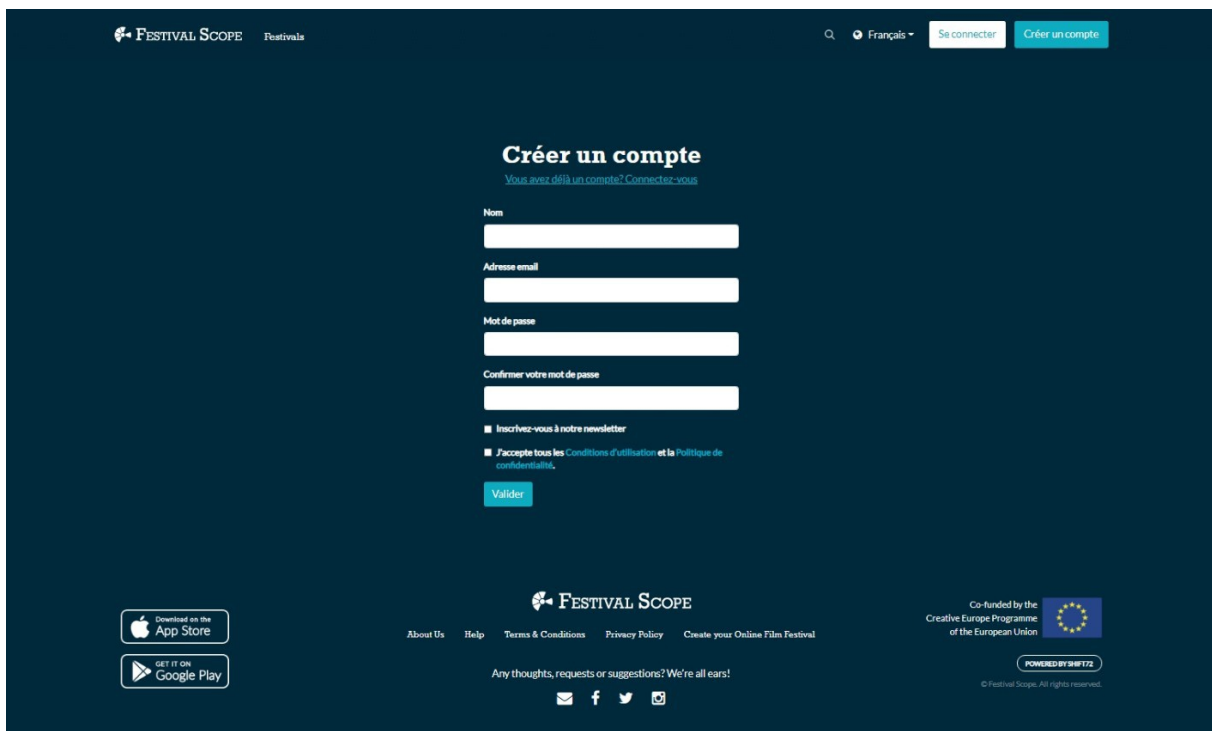 FESTIVAL SCOPE Festivals Français Se connecter Créer un compte
Créer un compte
Vous avez déjà un compte? Connectez-vous
Nom
Adresse email
Mot de passe
Confirmer votre mot de passe
Inscrivez-vous à notre newsletter
J'accepte tous les Conditions d'utilisation et la Politique de
confidentialité.
Valider
Download on the
App Store
GET IT ON
Google Play
FESTIVAL SCOPE
About Us Help Terms & Conditions Privacy Policy Create your Online Film Festival
Any thoughts, requests or suggestions? We're all ears!
Co-funded by the
Creative Europe Programme
of the European Union
POWERED BY SHIFT72
© Festival Scope. All rights reserved.